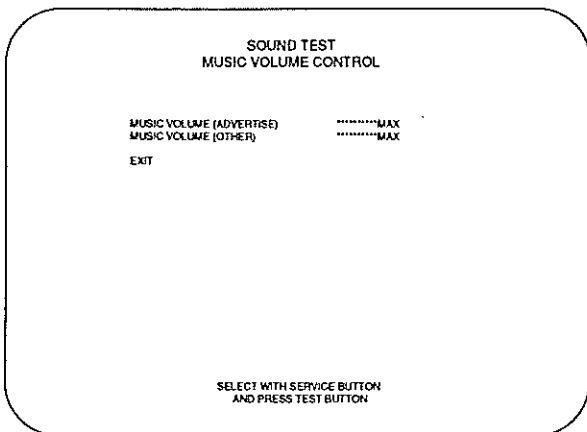 SOUND TEST
MUSIC VOLUME CONTROL
MUSIC VOLUME (ADVERTISE) **********MAX
MUSIC VOLUME (OTHER) **********MAX
EXIT
SELECT WITH SERVICE BUTTON
AND PRESS TEST BUTTON